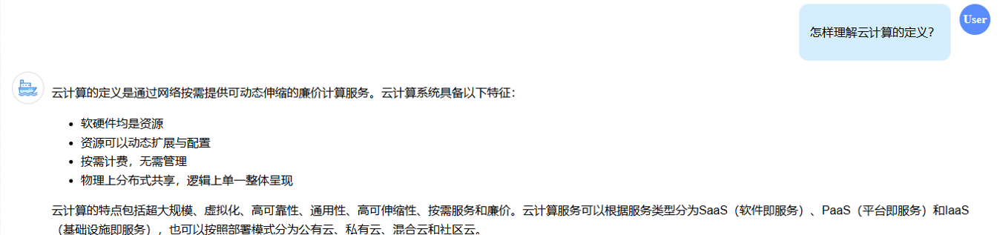 User
怎样理解云计算的定义？
云计算的定义是通过网络按需提供可动态伸缩的廉价计算服务。云计算系统具备以下特征：
• 软硬件均是资源
• 资源可以动态扩展与配置
• 按需计费，无需管理
• 物理上分布式共享，逻辑上单一整体呈现
云计算的特点包括超大规模、虚拟化、高可靠性、通用性、高可伸缩性、按需服务和廉价。云计算服务可以根据服务类型分为SaaS（软件即服务）、PaaS（平台即服务）和IaaS
（基础设施即服务），也可以按照部署模式分为公有云、私有云、混合云和社区云。